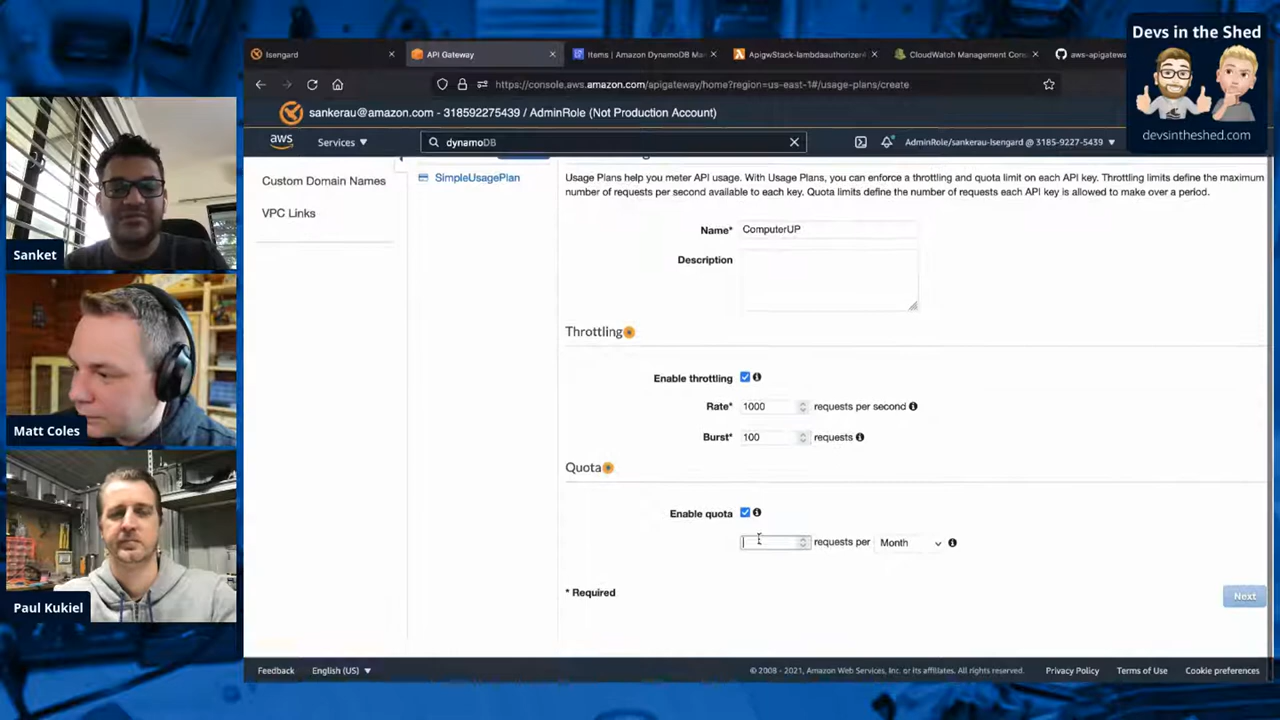 Isengard
API Gateway
Items | Amazon DynamoDB Ma
ApigwStack-lambdaauthorizer
CloudWatch Management Con
aws-apigatewa
Devs in the Shed
devsintheshed.com
https://console.aws.amazon.com/apigateway/home?region=us-east-1#/usage-plans/create
sankerau@amazon.com - 318592275439 / AdminRole (Not Production Account)
aws
Services
dynamoDB
AdminRole/sankerau-Isengard @ 3185-9227-5439
Custom Domain Names
VPC Links
SimpleUsagePlan
Usage Plans help you meter API usage. With Usage Plans, you can enforce a throttling and quota limit on each API key. Throttling limits define the maximum
number of requests per second available to each key. Quota limits define the number of requests each API key is allowed to make over a period.
Name* ComputerUP
Description
Throttling
Enable throttling
Rate* 1000 requests per second
Burst* 100 requests
Quota
Enable quota
requests per Month
* Required
Next
Feedback
English (US)
© 2008 - 2021, Amazon Web Services, Inc. or its affiliates. All rights reserved.
Privacy Policy
Terms of Use
Cookie preferences
Sanket
Matt Coles
Paul Kukiel